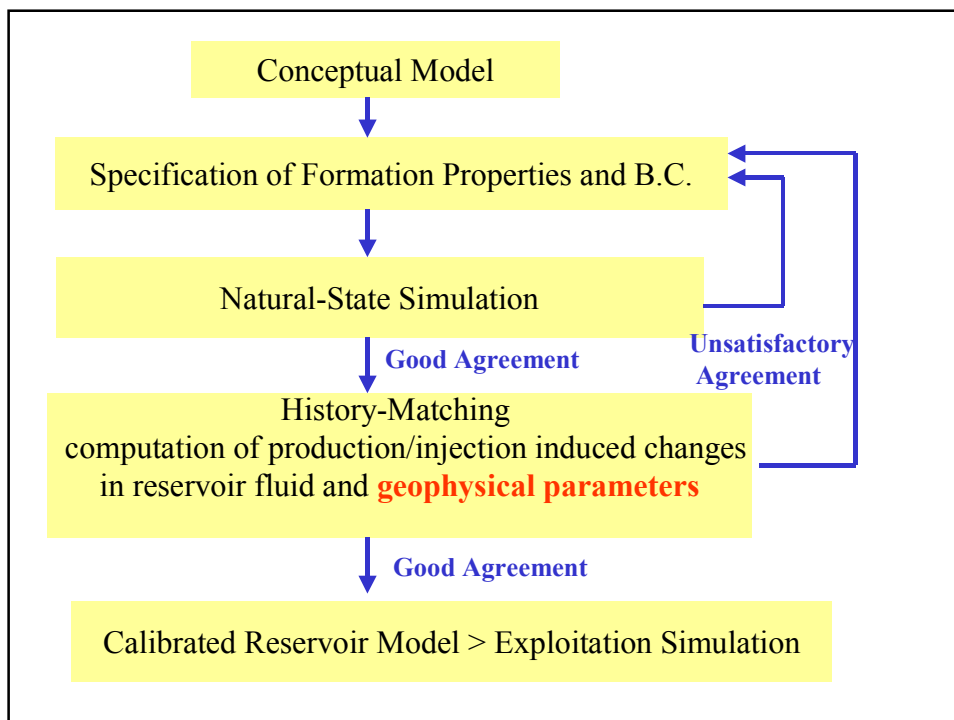 Conceptual Model
Specification of Formation Properties and B.C.
Natural-State Simulation
Good Agreement
Unsatisfactory
Agreement
History-Matching
computation of production/injection induced changes
in reservoir fluid and geophysical parameters
Good Agreement
Calibrated Reservoir Model > Exploitation Simulation